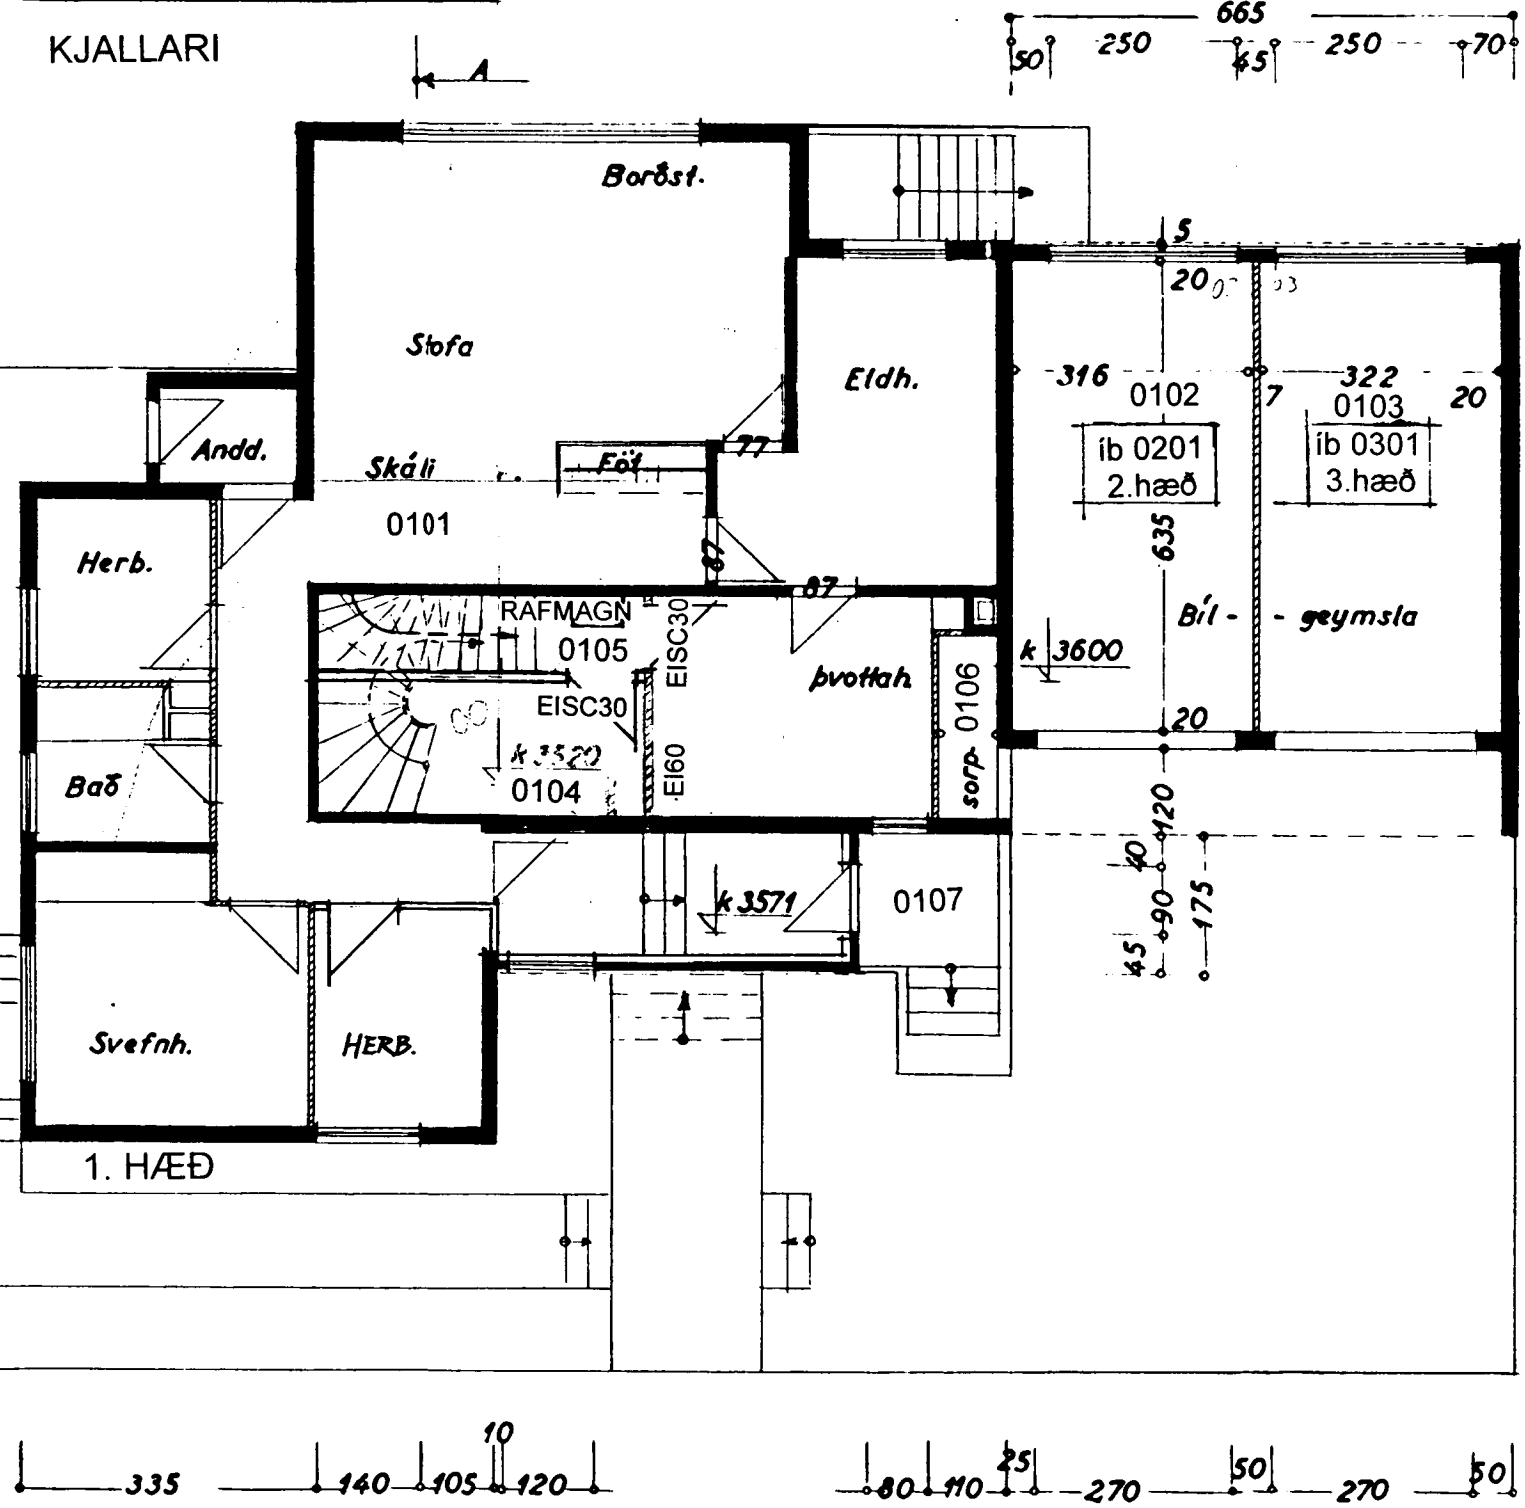 665
50 250 45 250 70
KJALLARI
A
Borðst.
5
20
Stofa
Eldh.
316 7 322 20
0102 0103
íb 0201
2.hæð
íb 0301
3.hæð
Andd.
Skáli
Föt
77
0101
635
87
87
Herb.
RAFMAGN
0105
EISC30
EISC30
EI60
k 3520
0104
þvottah.
sorp. 0106
Bíl - - geymsla
k 3600
20
Bað
120
40
90
45
175
k 3571
0107
Svefnh.
HERB.
1. HÆÐ
335 140 105 10 120 80 110 25 270 50 270 50